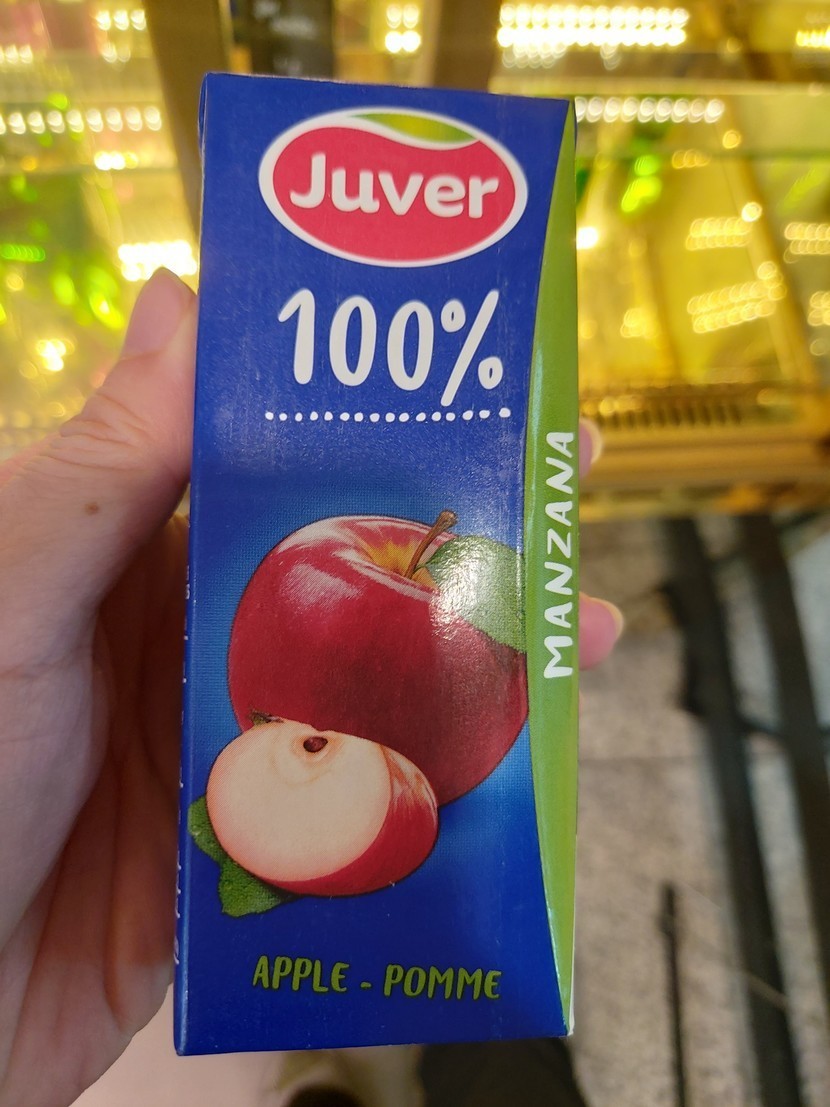 Juver
100%
MANZANA
APPLE - POMME